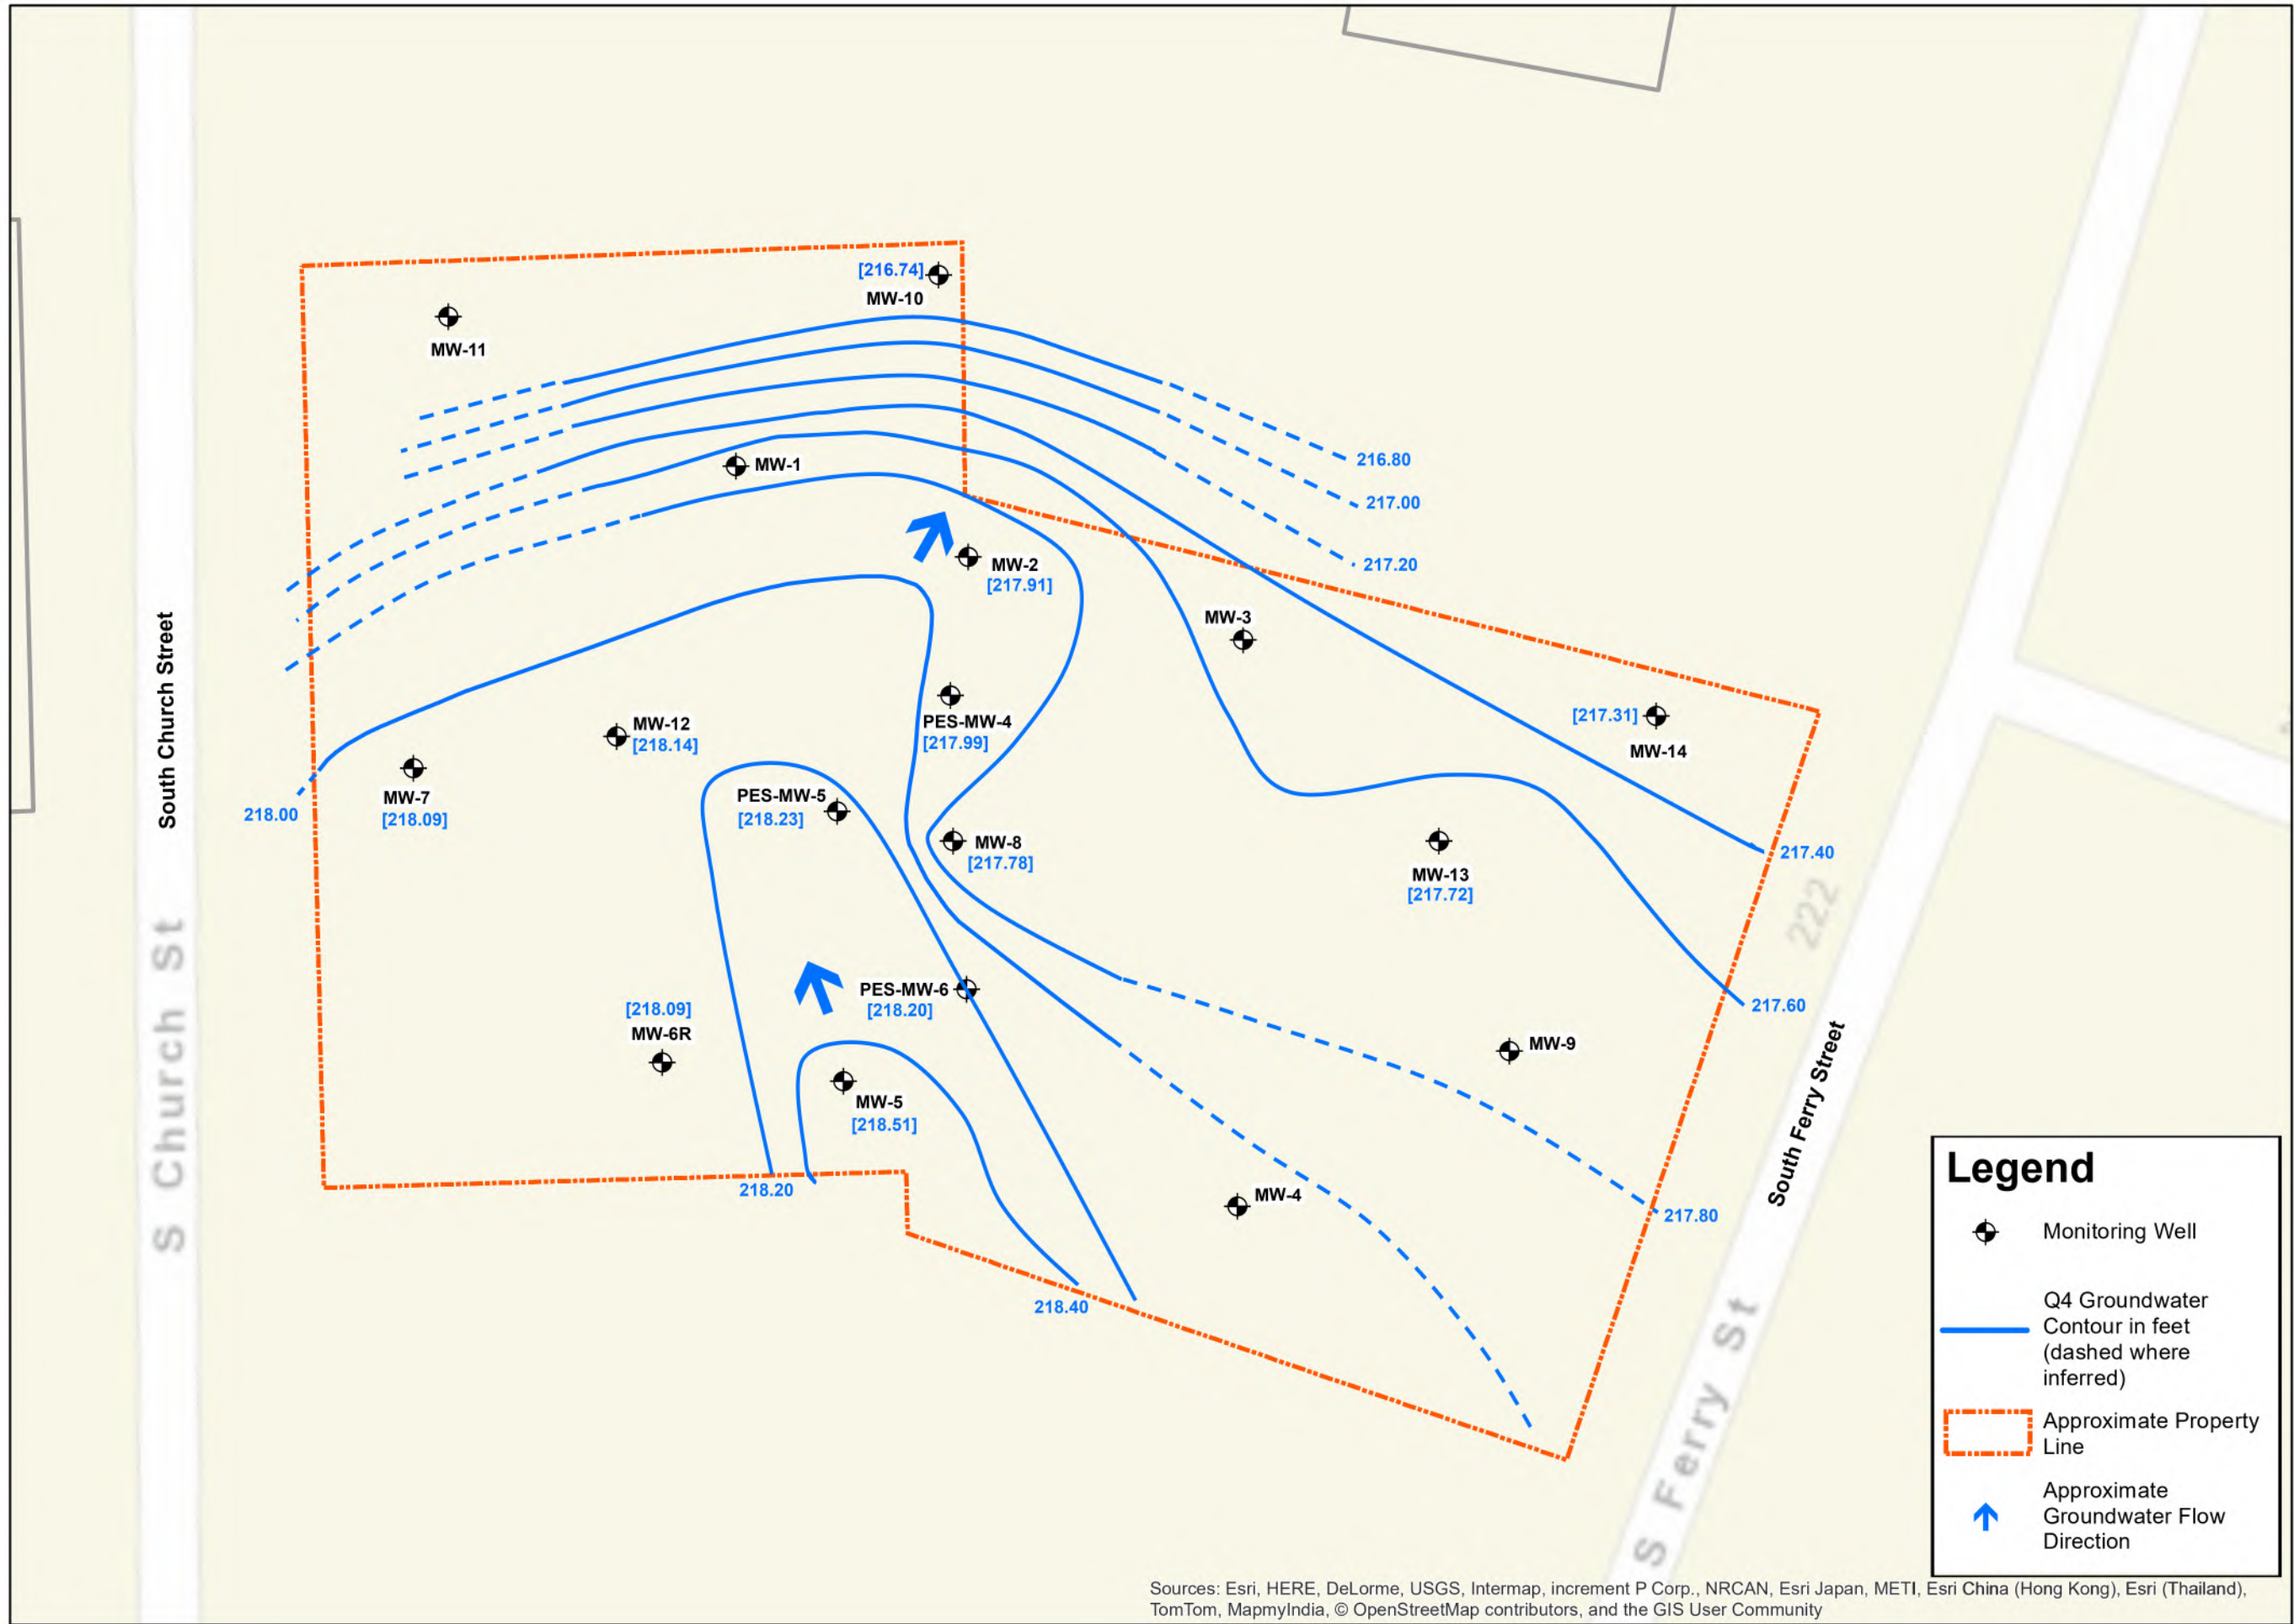 [216.74]
MW-10
MW-11
216.80
MW-1
217.00
217.20
MW-2
[217.91]
MW-3
South Church Street
MW-12
[218.14]
PES-MW-4
[217.99]
[217.31]
MW-14
MW-7
[218.09]
218.00
PES-MW-5
[218.23]
MW-8
[217.78]
MW-13
[217.72]
217.40
222
S Church St
PES-MW-6
[218.20]
217.60
[218.09]
MW-6R
MW-9
MW-5
[218.51]
South Ferry Street
218.20
MW-4
217.80
218.40
S Ferry St
Legend
Monitoring Well
Q4 Groundwater
Contour in feet
(dashed where
inferred)
Approximate Property
Line
Approximate
Groundwater Flow
Direction
Sources: Esri, HERE, DeLorme, USGS, Intermap, increment P Corp., NRCAN, Esri Japan, METI, Esri China (Hong Kong), Esri (Thailand),
TomTom, MapmyIndia, © OpenStreetMap contributors, and the GIS User Community